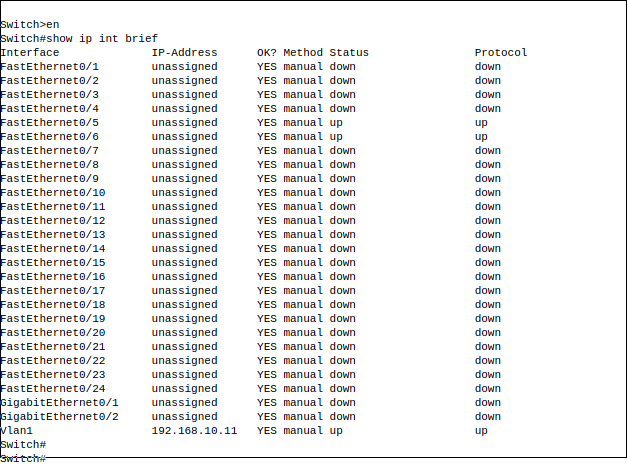 Switch>en
Switch#show ip int brief
Interface              IP-Address      OK? Method Status                Protocol
FastEthernet0/1        unassigned      YES manual down                  down
FastEthernet0/2        unassigned      YES manual down                  down
FastEthernet0/3        unassigned      YES manual down                  down
FastEthernet0/4        unassigned      YES manual down                  down
FastEthernet0/5        unassigned      YES manual up                    up
FastEthernet0/6        unassigned      YES manual up                    up
FastEthernet0/7        unassigned      YES manual down                  down
FastEthernet0/8        unassigned      YES manual down                  down
FastEthernet0/9        unassigned      YES manual down                  down
FastEthernet0/10       unassigned      YES manual down                  down
FastEthernet0/11       unassigned      YES manual down                  down
FastEthernet0/12       unassigned      YES manual down                  down
FastEthernet0/13       unassigned      YES manual down                  down
FastEthernet0/14       unassigned      YES manual down                  down
FastEthernet0/15       unassigned      YES manual down                  down
FastEthernet0/16       unassigned      YES manual down                  down
FastEthernet0/17       unassigned      YES manual down                  down
FastEthernet0/18       unassigned      YES manual down                  down
FastEthernet0/19       unassigned      YES manual down                  down
FastEthernet0/20       unassigned      YES manual down                  down
FastEthernet0/21       unassigned      YES manual down                  down
FastEthernet0/22       unassigned      YES manual down                  down
FastEthernet0/23       unassigned      YES manual down                  down
FastEthernet0/24       unassigned      YES manual down                  down
GigabitEthernet0/1     unassigned      YES manual down                  down
GigabitEthernet0/2     unassigned      YES manual down                  down
Vlan1                  192.168.10.11   YES manual up                    up
Switch#
Switch#